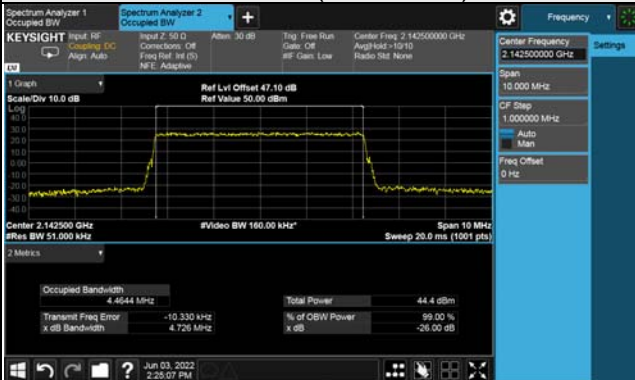 Spectrum Analyzer 1
Occupied BW
Spectrum Analyzer 2
Occupied BW
Frequency
KEYSIGHT
Input: RF
Coupling: DC
Align: Auto
Input Z: 50 Ω
Corrections: Off
Freq Ref: Int (S)
NFE: Adaptive
Atten: 30 dB
Trig: Free Run
Gate: Off
#IF Gain: Low
Center Freq: 2.142500000 GHz
Avg|Hold:>10/10
Radio Std: None
LXI
Center Frequency
2.142500000 GHz
Settings
Span
10.000 MHz
CF Step
1.000000 MHz
Auto
Man
Freq Offset
0 Hz
1 Graph
Scale/Div 10.0 dB
Ref Lvl Offset 47.10 dB
Ref Value 50.00 dBm
Log
40.0
30.0
20.0
10.0
0.00
-10.0
-20.0
-30.0
-40.0
Center 2.142500 GHz
#Video BW 160.00 kHz*
Span 10 MHz
#Res BW 51.000 kHz
Sweep 20.0 ms (1001 pts)
2 Metrics
Occupied Bandwidth
4.4644 MHz
Total Power
44.4 dBm
Transmit Freq Error
-10.330 kHz
% of OBW Power
99.00 %
x dB Bandwidth
4.726 MHz
x dB
-26.00 dB
Jun 03, 2022
2:25:07 PM